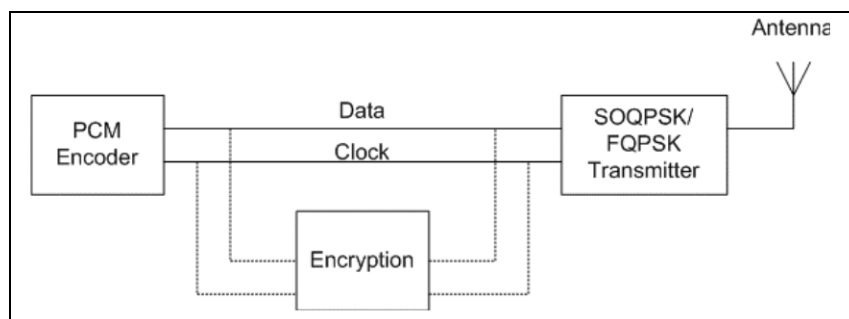 Antenna
PCM
Encoder
Data
Clock
SOQPSK/
FQPSK
Transmitter
Encryption